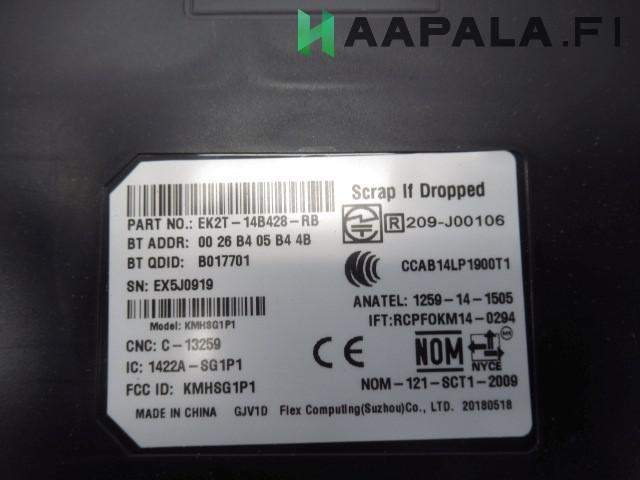 HAAPALA.FI
Scrap If Dropped
PART NO.: EK2T-14B428-RB
R 209-J00106
BT ADDR: 00 26 B4 05 B4 4B
BT QDID: B017701
CCAB14LP1900T1
SN: EX5J0919
ANATEL: 1259-14-1505
IFT:RCPFOKM14-0294
Model: KMHSG1P1
CNC: C-13259
CE
NOM
MX
NYCE
IC: 1422A-SG1P1
FCC ID: KMHSG1P1
NOM-121-SCT1-2009
MADE IN CHINA GJV1D Flex Computing(Suzhou)Co., LTD. 20180518